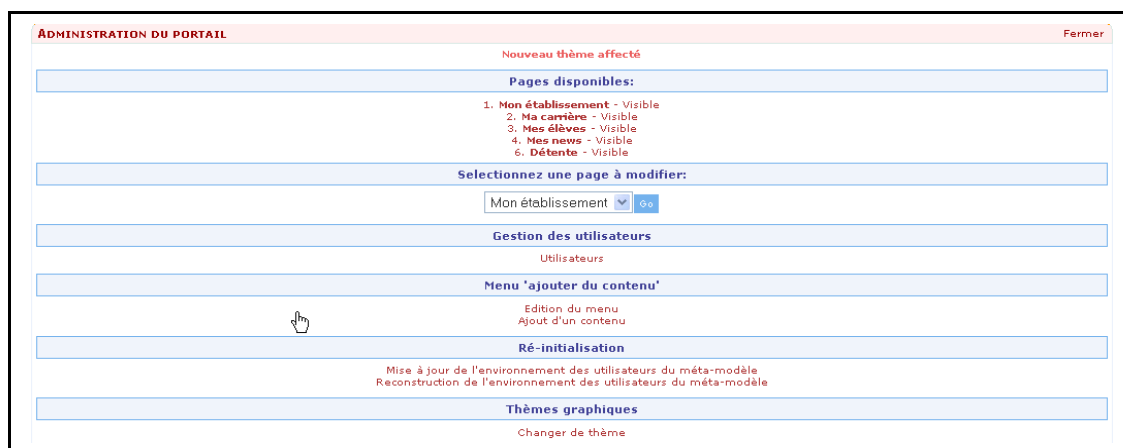 ADMINISTRATION DU PORTAIL Fermer
Nouveau thème affecté
Pages disponibles:
1. Mon établissement - Visible
2. Ma carrière - Visible
3. Mes élèves - Visible
4. Mes news - Visible
6. Détente - Visible
Selectionnez une page à modifier:
Mon établissement Go
Gestion des utilisateurs
Utilisateurs
Menu 'ajouter du contenu'
Edition du menu
Ajout d'un contenu
Ré-initialisation
Mise à jour de l'environnement des utilisateurs du méta-modèle
Reconstruction de l'environnement des utilisateurs du méta-modèle
Thèmes graphiques
Changer de thème